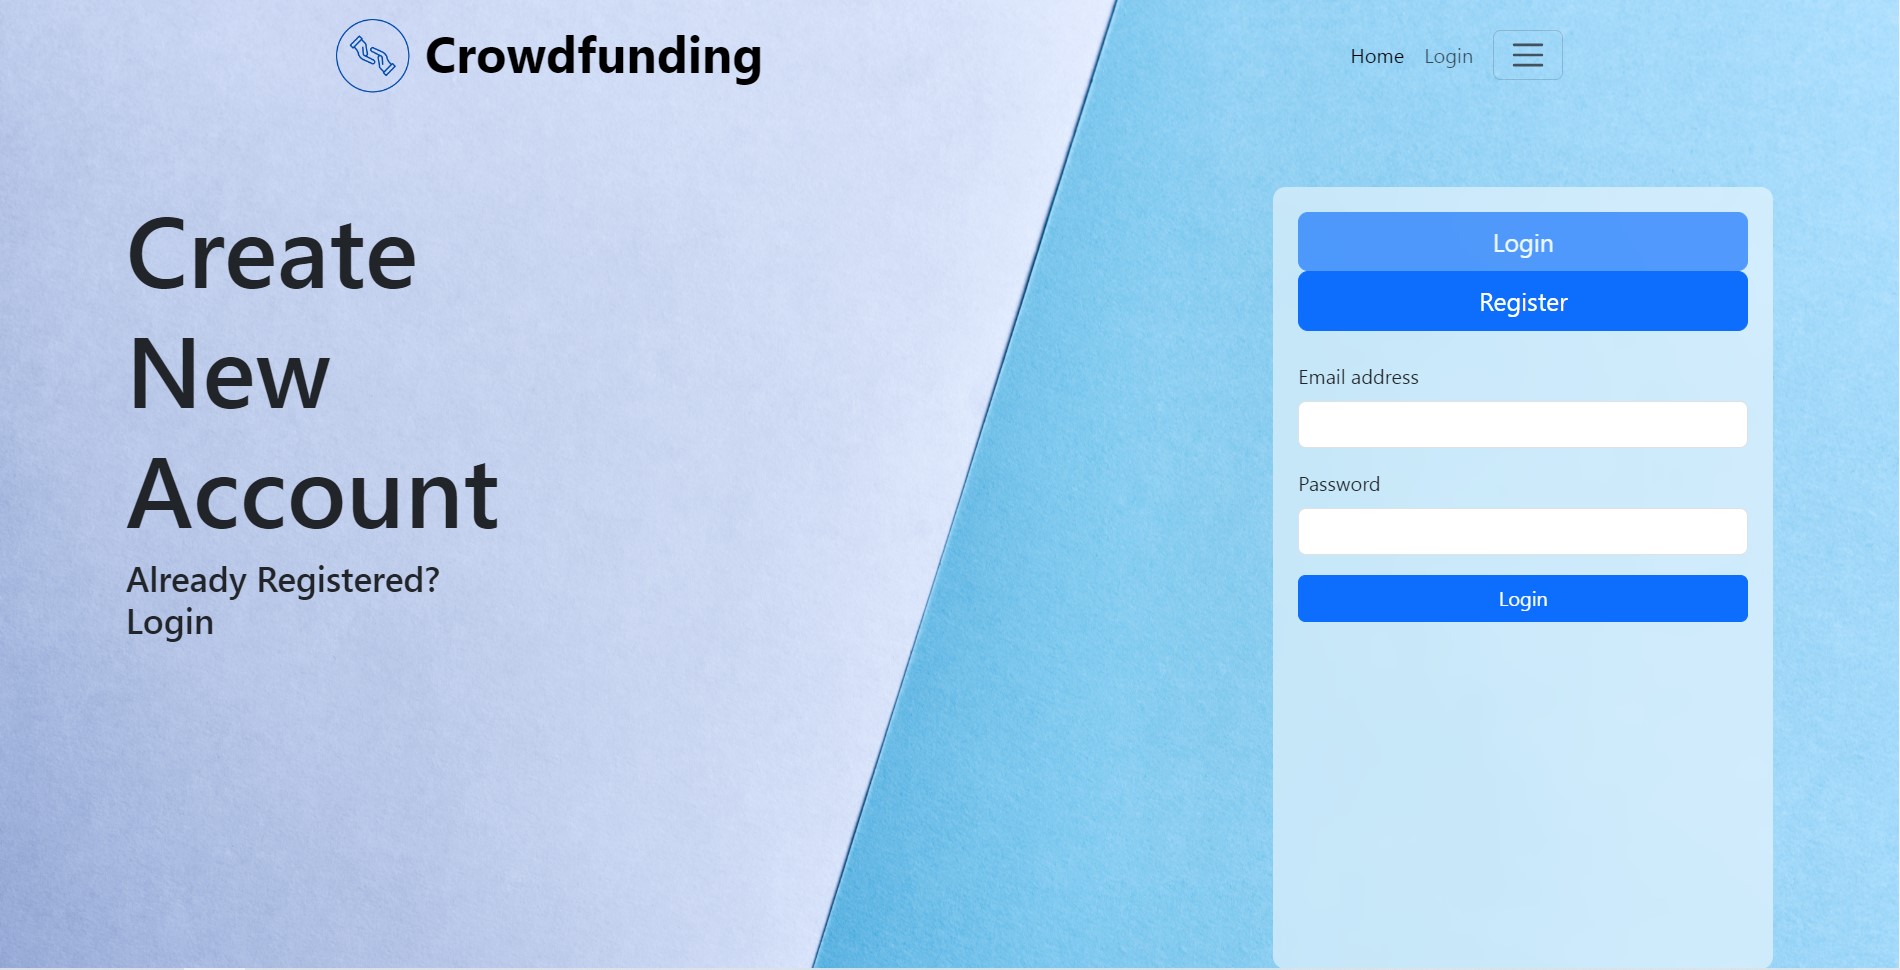 Crowdfunding
Home
Login
Create
New
Account
Already Registered?
Login
Login
Register
Email address
Password
Login